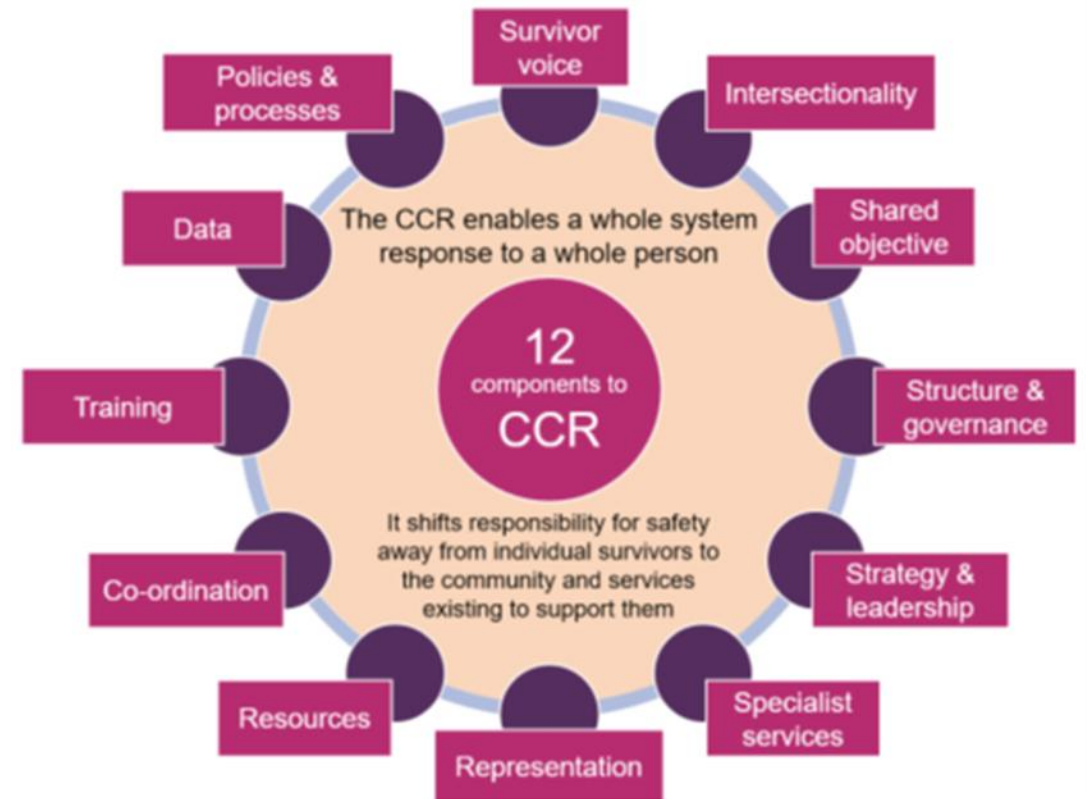 Survivor
voice
Intersectionality
Shared
objective
Structure &
governance
Strategy &
leadership
Specialist
services
Representation
Resources
Co-ordination
Training
Data
Policies &
processes
The CCR enables a whole system
response to a whole person
12
components to
CCR
It shifts responsibility for safety
away from individual survivors to
the community and services
existing to support them